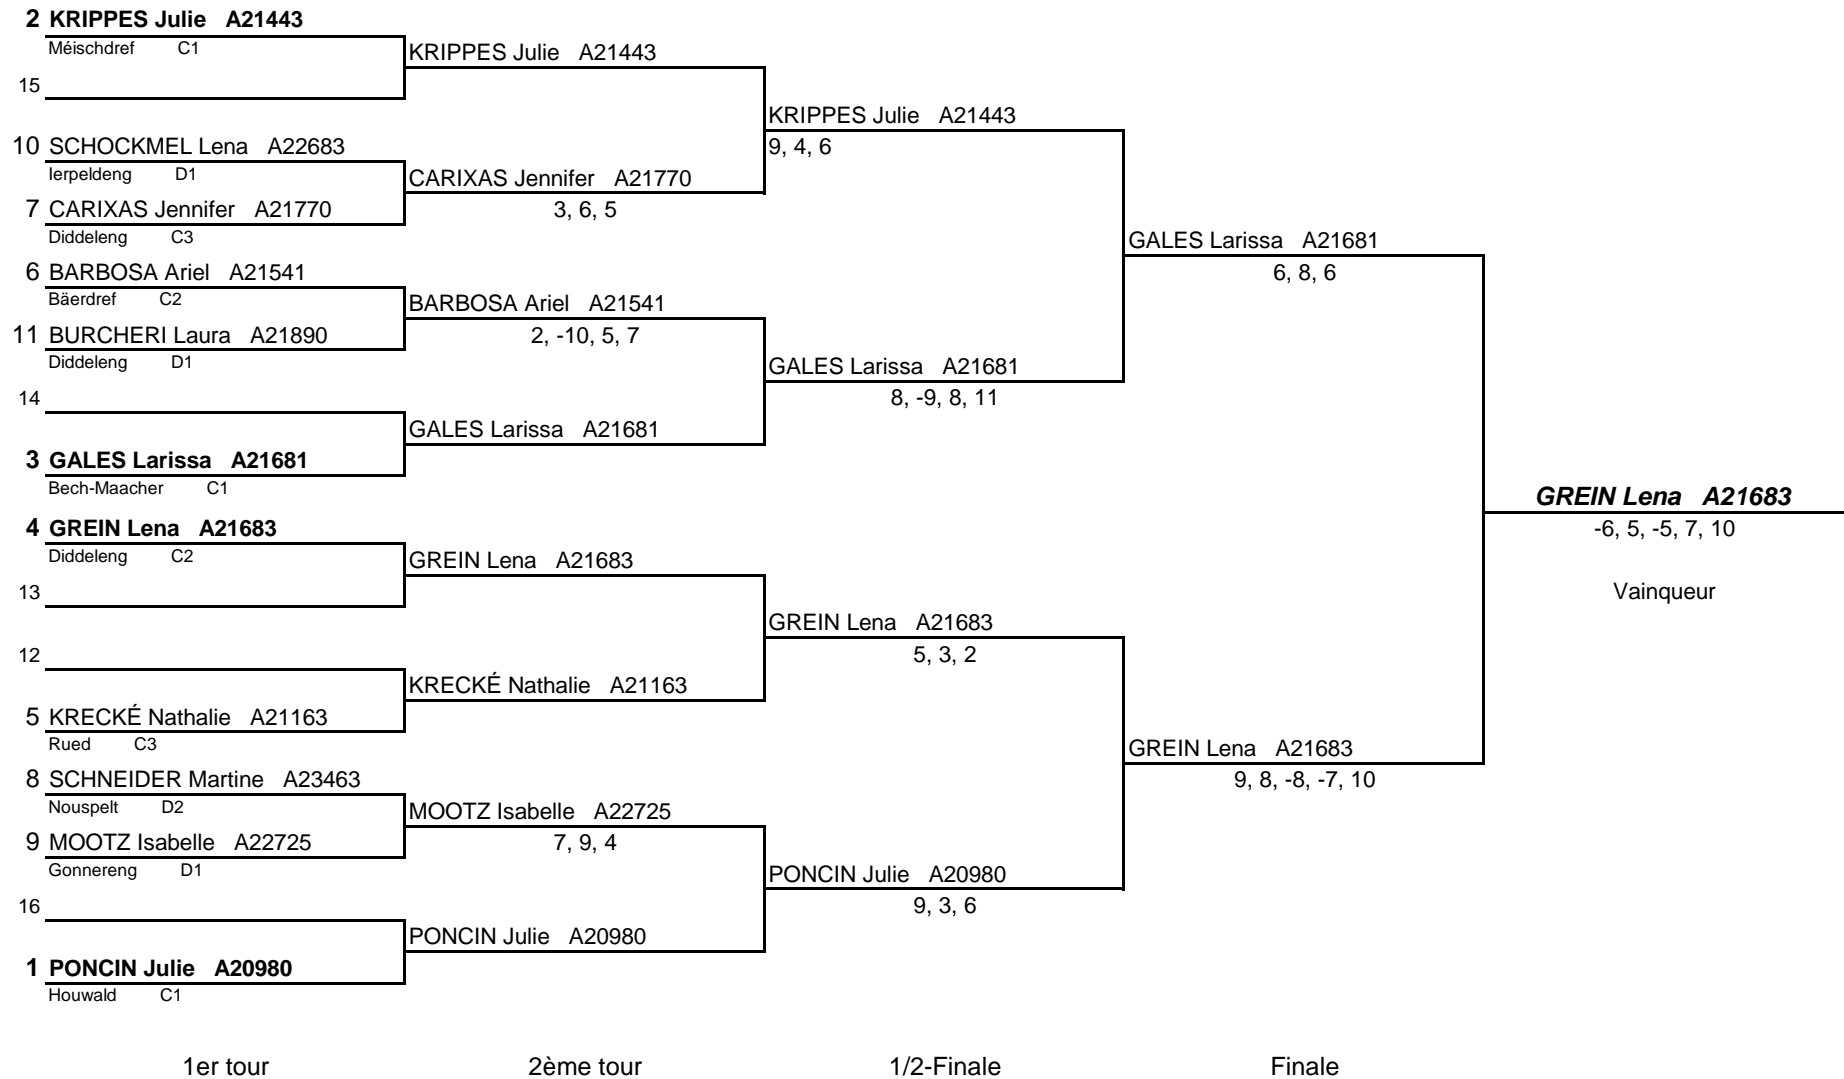 2 KRIPPES Julie A21443
Méischdref C1
KRIPPES Julie A21443
15
KRIPPES Julie A21443
9, 4, 6
10 SCHOCKMEL Lena A22683
Ierpeldeng D1
CARIXAS Jennifer A21770
3, 6, 5
7 CARIXAS Jennifer A21770
Diddeleng C3
GALES Larissa A21681
6, 8, 6
6 BARBOSA Ariel A21541
Bäerdref C2
BARBOSA Ariel A21541
2, -10, 5, 7
11 BURCHERI Laura A21890
Diddeleng D1
GALES Larissa A21681
8, -9, 8, 11
14
GALES Larissa A21681
3 GALES Larissa A21681
Bech-Maacher C1
GREIN Lena A21683
-6, 5, -5, 7, 10
Vainqueur
4 GREIN Lena A21683
Diddeleng C2
GREIN Lena A21683
13
GREIN Lena A21683
5, 3, 2
12
KRECKÉ Nathalie A21163
5 KRECKÉ Nathalie A21163
Rued C3
GREIN Lena A21683
9, 8, -8, -7, 10
8 SCHNEIDER Martine A23463
Nouspelt D2
MOOTZ Isabelle A22725
7, 9, 4
9 MOOTZ Isabelle A22725
Gonnereng D1
PONCIN Julie A20980
9, 3, 6
16
PONCIN Julie A20980
1 PONCIN Julie A20980
Houwald C1
1er tour 2ème tour 1/2-Finale Finale